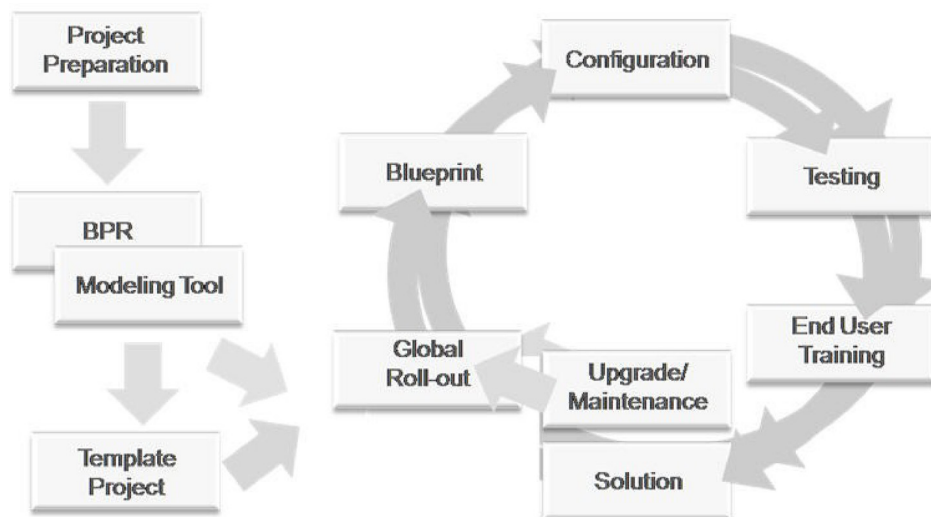 Project
Preparation
BPR
Modeling Tool
Template
Project
Configuration
Blueprint
Testing
Global
Roll-out
End User
Training
Upgrade/
Maintenance
Solution